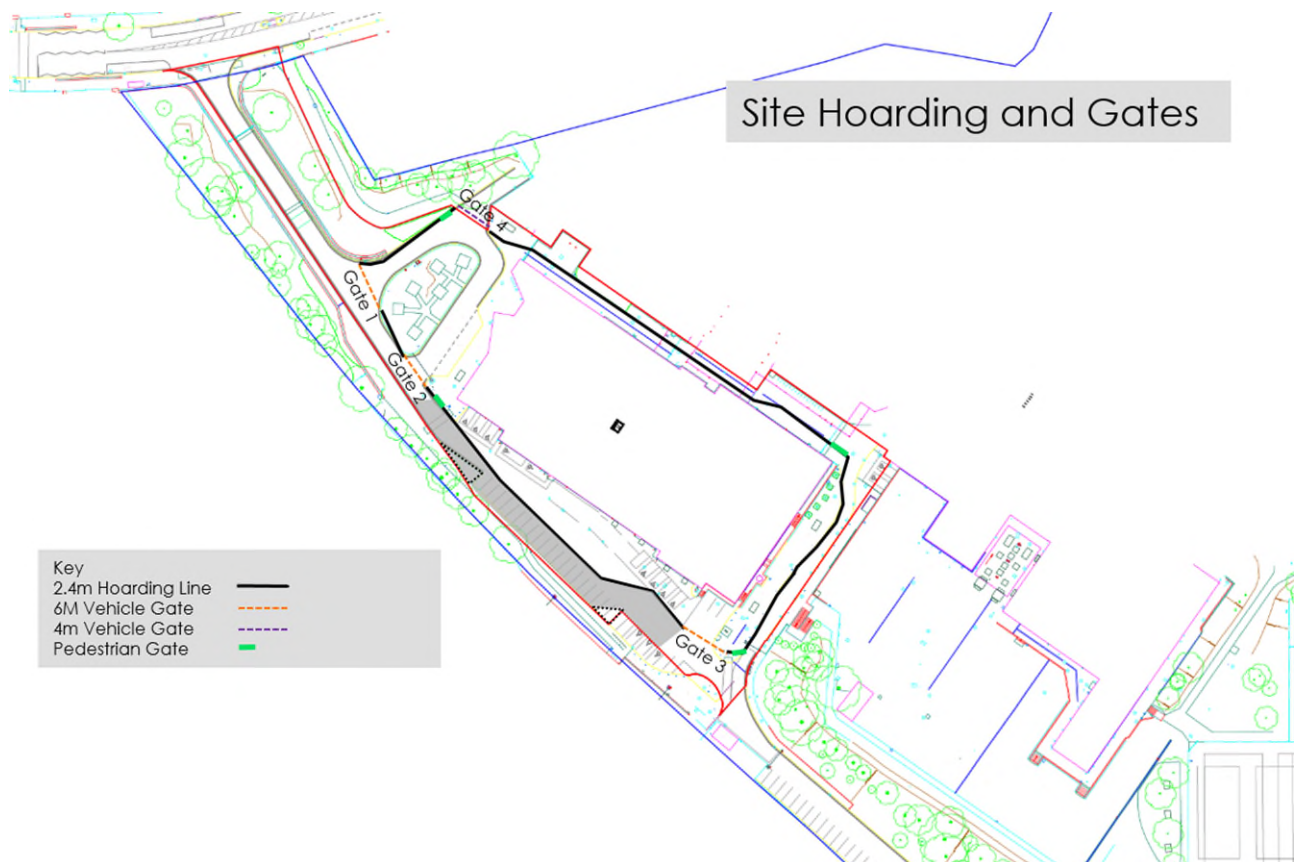 Site Hoarding and Gates
Gate 4
Gate 1
Gate 2
Gate 3
Key
2.4m Hoarding Line
6M Vehicle Gate
4m Vehicle Gate
Pedestrian Gate